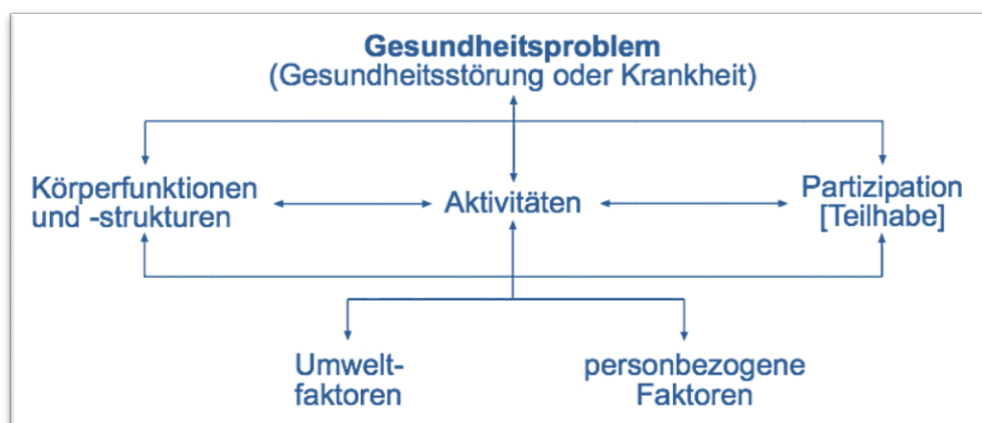 Gesundheitsproblem
(Gesundheitsstörung oder Krankheit)
Körperfunktionen
und -strukturen
Aktivitäten
Partizipation
[Teilhabe]
Umwelt-
faktoren
personbezogene
Faktoren